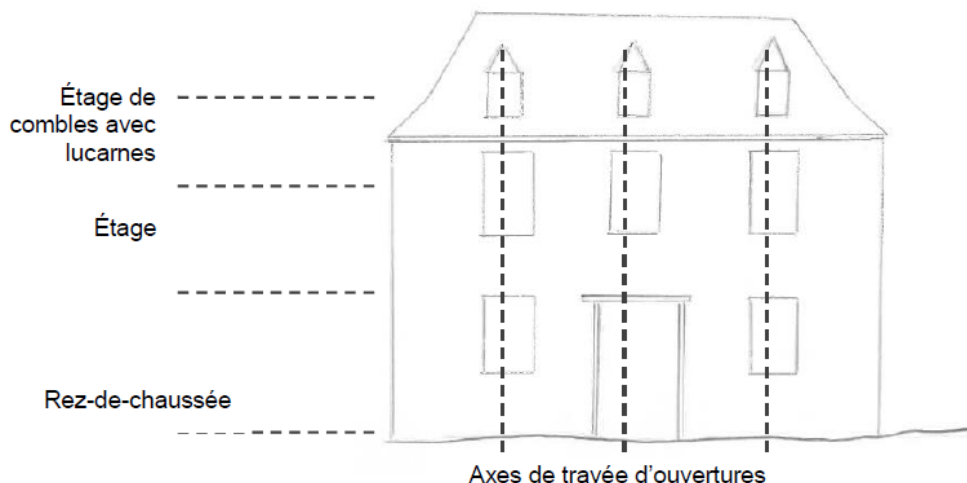 Étage de
combles avec
lucarnes
Étage
Rez-de-chaussée
Axes de travée d’ouvertures